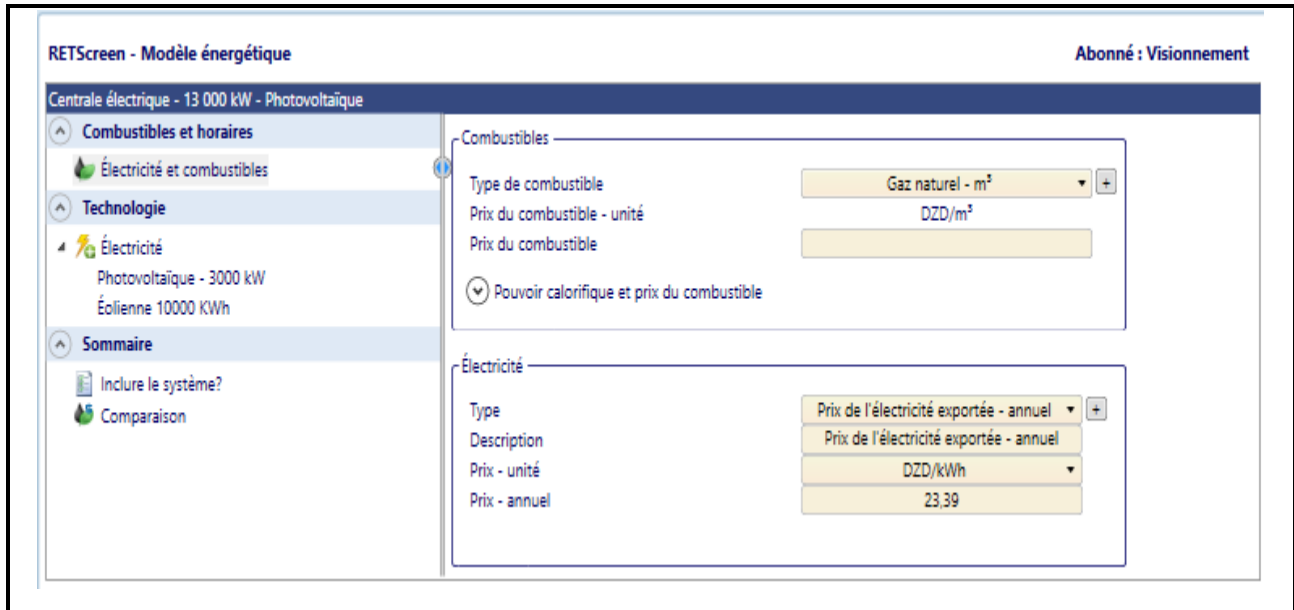 RETScreen - Modèle énergétique
Abonné : Visionnement
Centrale électrique - 13 000 kW - Photovoltaïque
Combustibles et horaires
Électricité et combustibles
Technologie
Électricité
Photovoltaïque - 3000 kW
Éolienne 10000 KWh
Sommaire
Inclure le système?
Comparaison
Combustibles
Type de combustible Gaz naturel - m³ +
Prix du combustible - unité DZD/m³
Prix du combustible
Pouvoir calorifique et prix du combustible
Électricité
Type Prix de l'électricité exportée - annuel +
Description Prix de l'électricité exportée - annuel
Prix - unité DZD/kWh
Prix - annuel 23,39